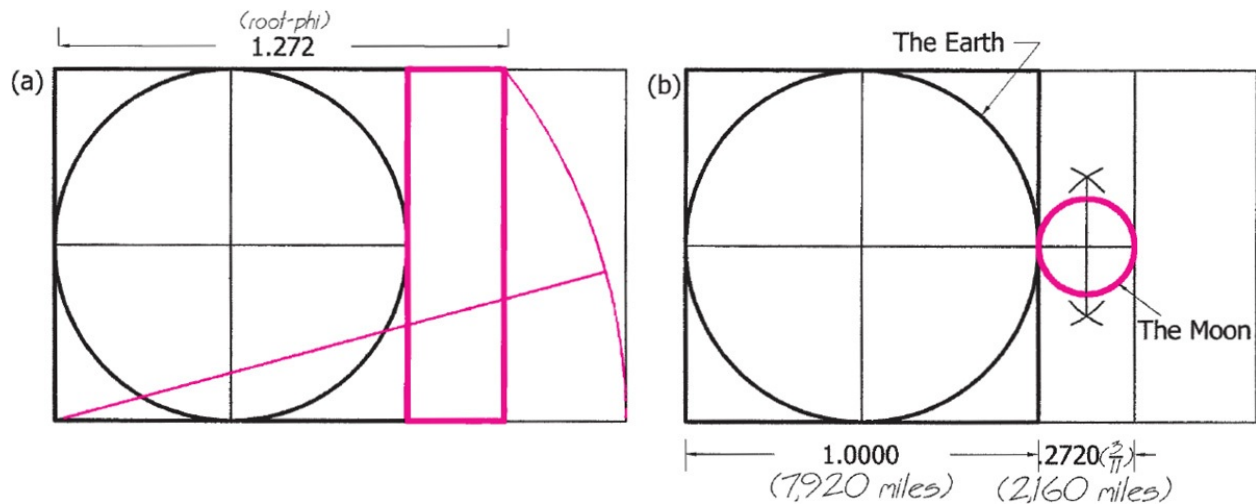 (root-phi)
1.272
(a)
The Earth
(b)
The Moon
1.0000
.2720 (3/11)
(7,920 miles)
(2,160 miles)